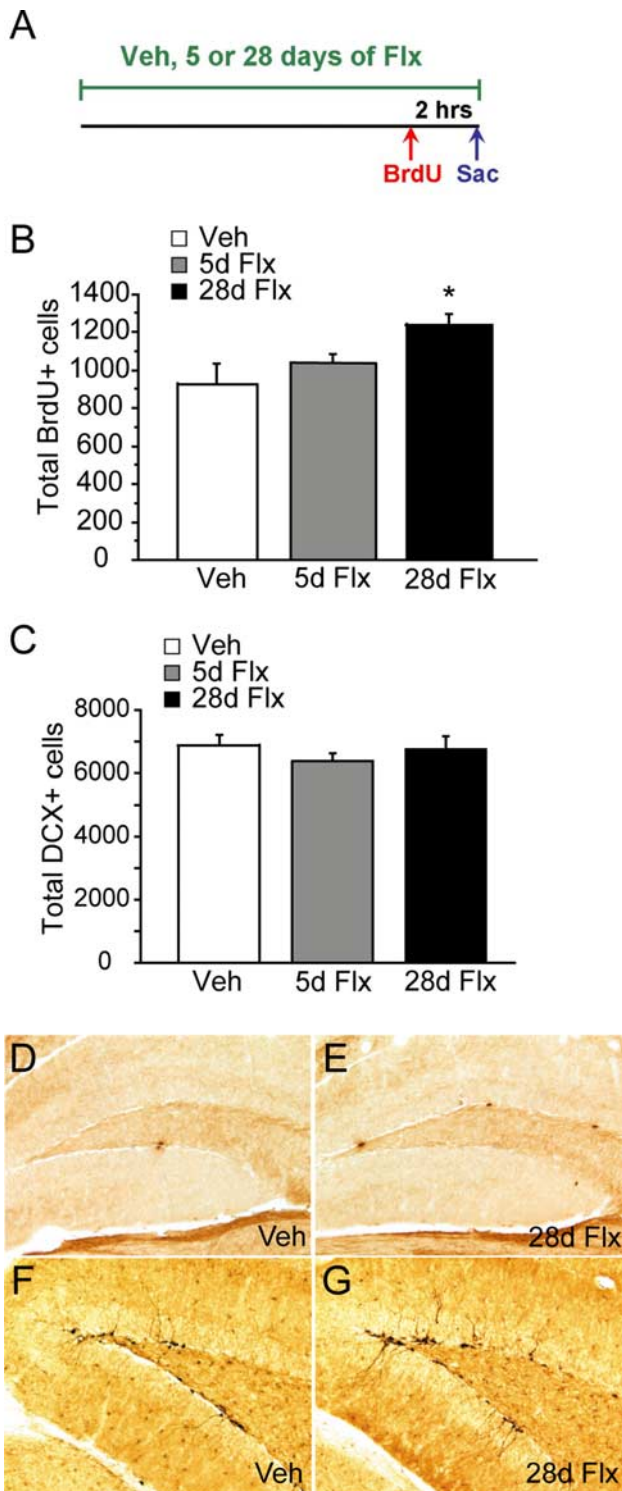 A
Veh, 5 or 28 days of Flx
2 hrs
BrdU
Sac
B
Veh
5d Flx
28d Flx
*
Total BrdU+ cells
1400
1200
1000
800
600
400
200
0
Veh
5d Flx
28d Flx
C
Veh
5d Flx
28d Flx
Total DCX+ cells
8000
6000
4000
2000
0
Veh
5d Flx
28d Flx
D
Veh
E
28d Flx
F
Veh
G
28d Flx